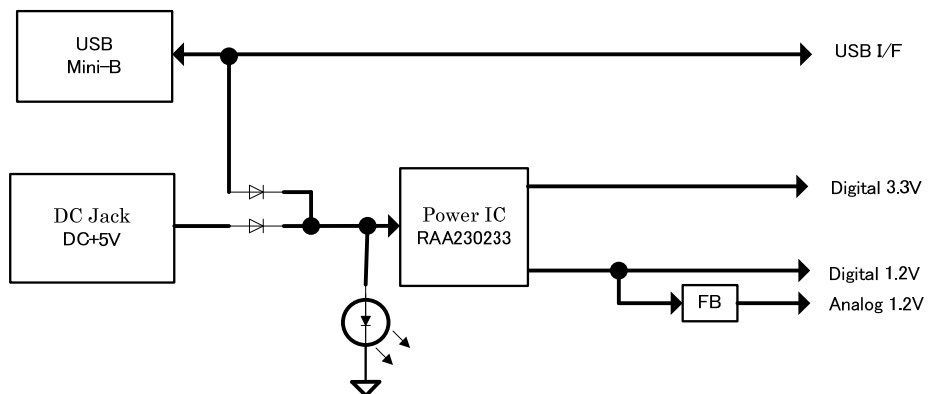 USB
Mini-B
USB I/F
DC Jack
DC+5V
Power IC
RAA230233
Digital 3.3V
Digital 1.2V
FB
Analog 1.2V